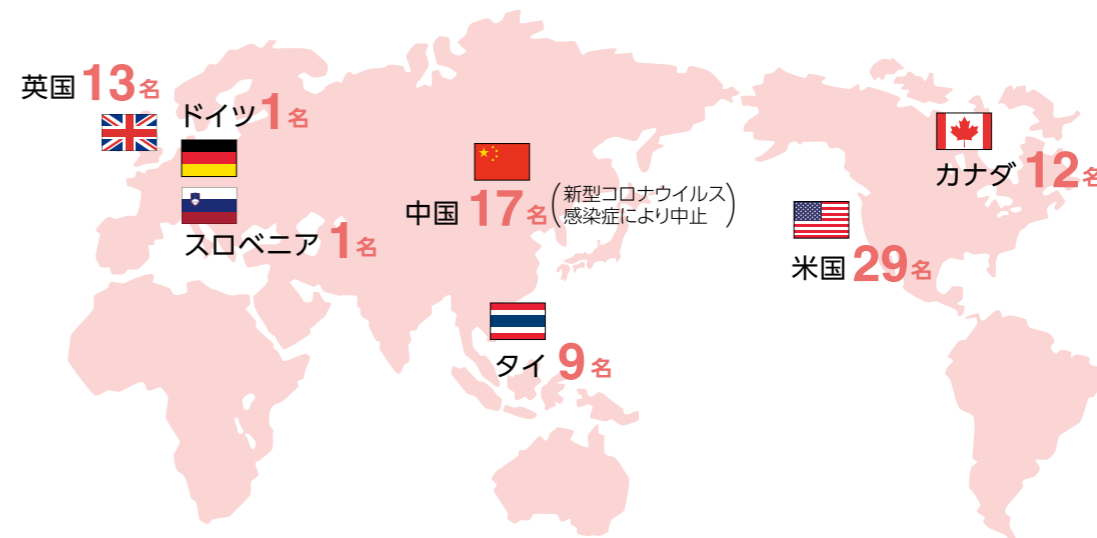 英国 13名
ドイツ 1名
スロベニア 1名
中国 17名 (新型コロナウイルス
感染症により中止)
タイ 9名
カナダ 12名
米国 29名